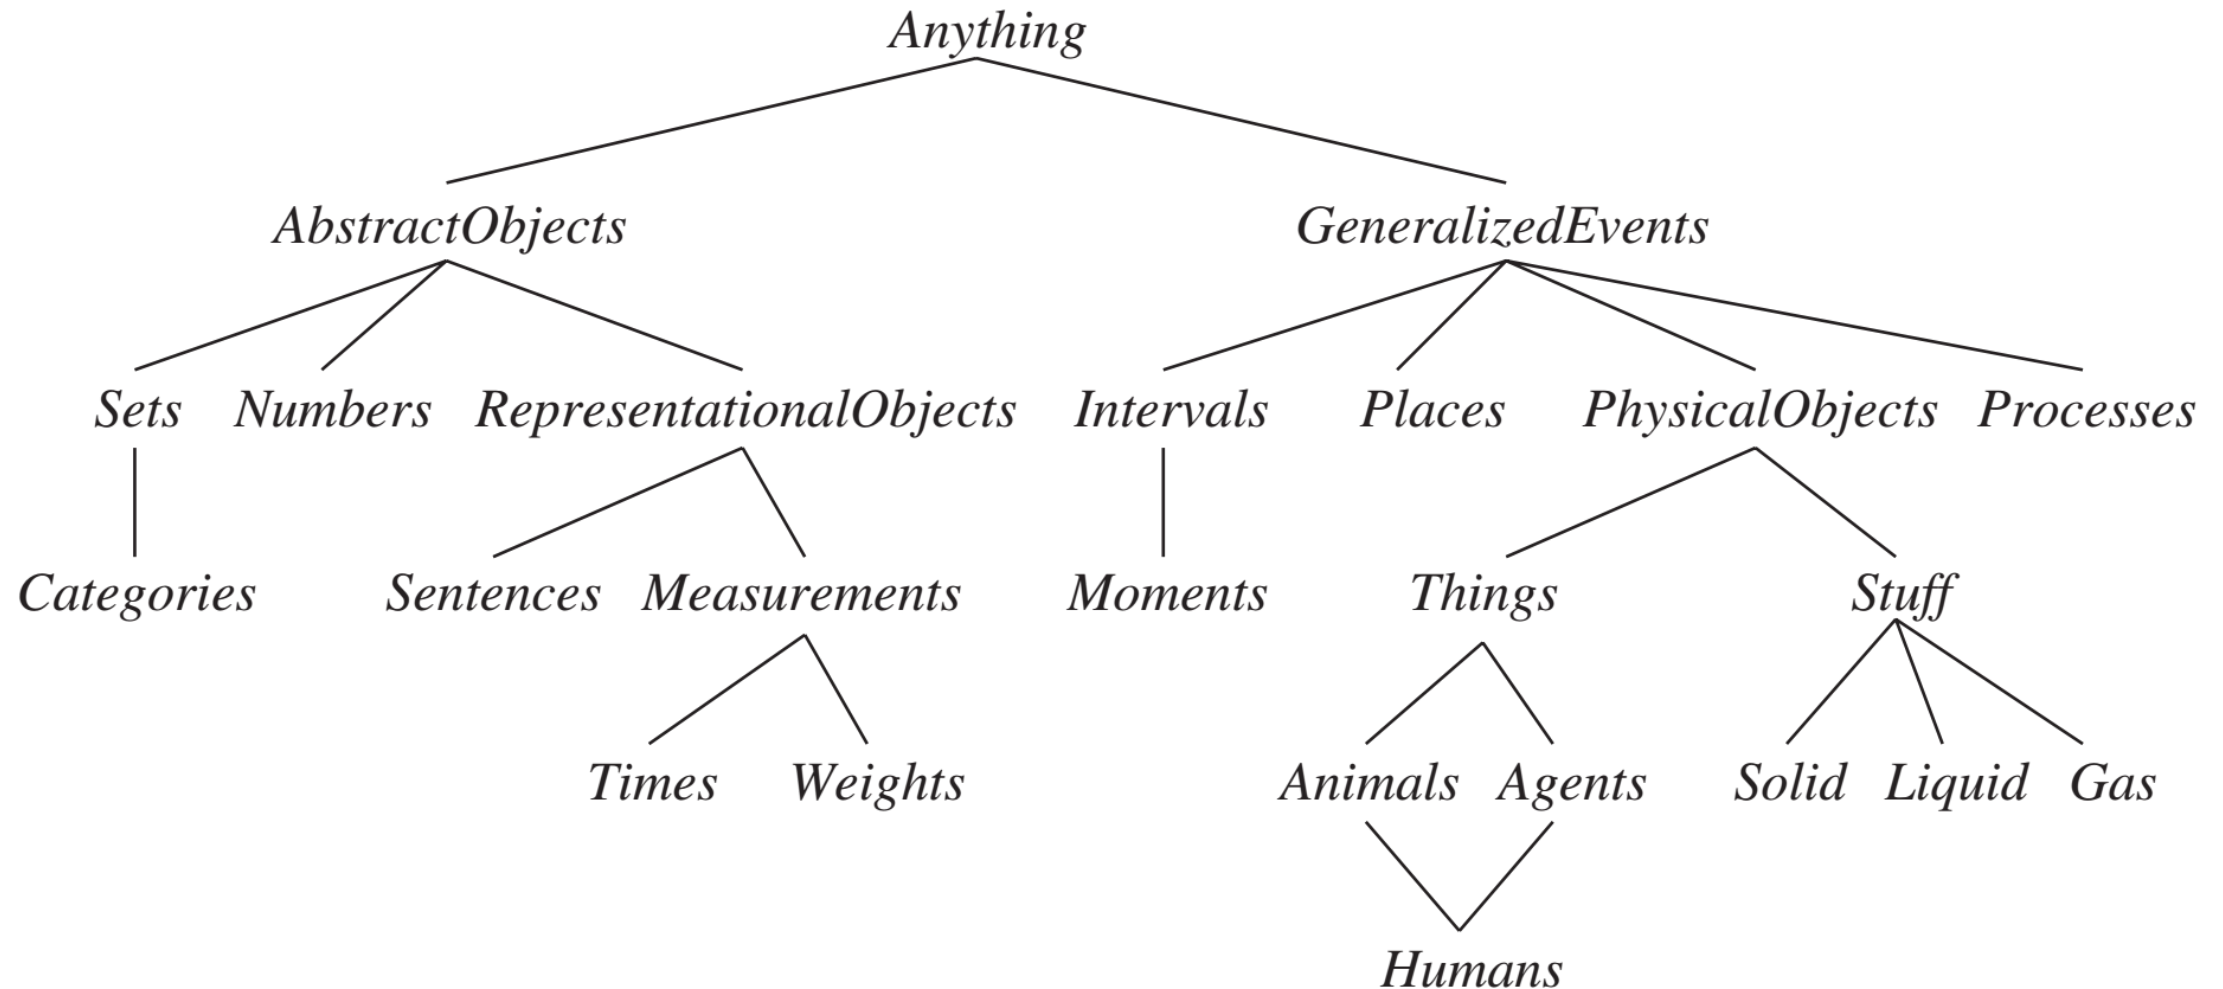 Anything
AbstractObjects GeneralizedEvents
Sets Numbers RepresentationalObjects Intervals Places PhysicalObjects Processes
Categories Sentences Measurements Moments Things Stuff
Times Weights Animals Agents Solid Liquid Gas
Humans